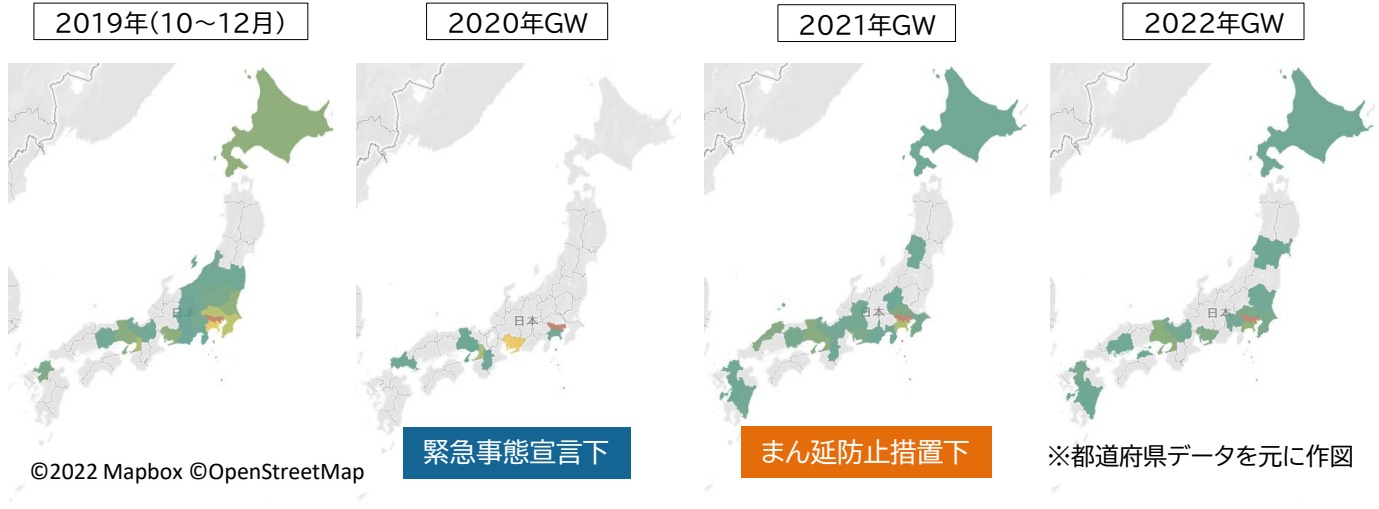 2019年(10～12月)
2020年GW
2021年GW
2022年GW
日本
日本
日本
日本
緊急事態宣言下
まん延防止措置下
※都道府県データを元に作図
©2022 Mapbox ©OpenStreetMap